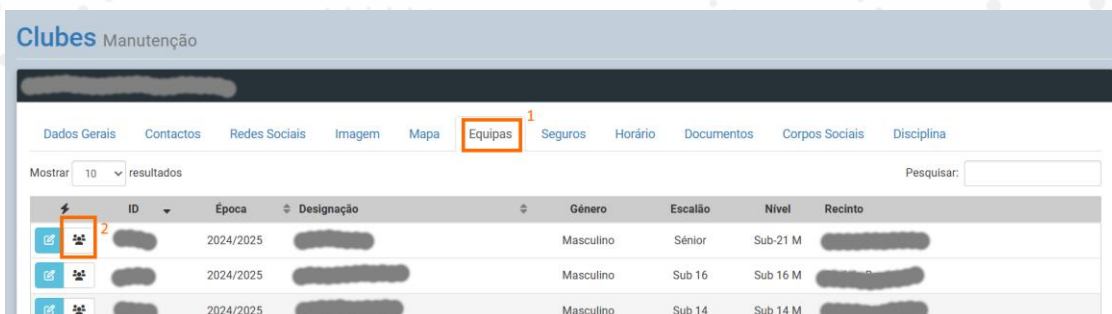 Clubes Manutenção
Dados Gerais Contactos Redes Sociais Imagem Mapa Equipas 1 Seguros Horário Documentos Corpos Sociais Disciplina
Mostrar 10 resultados Pesquisar:
ID Época Designação Género Escalão Nível Recinto
2 2024/2025 Masculino Sénior Sub-21 M
2024/2025 Masculino Sub 16 Sub 16 M
2024/2025 Masculino Sub 14 Sub 14 M